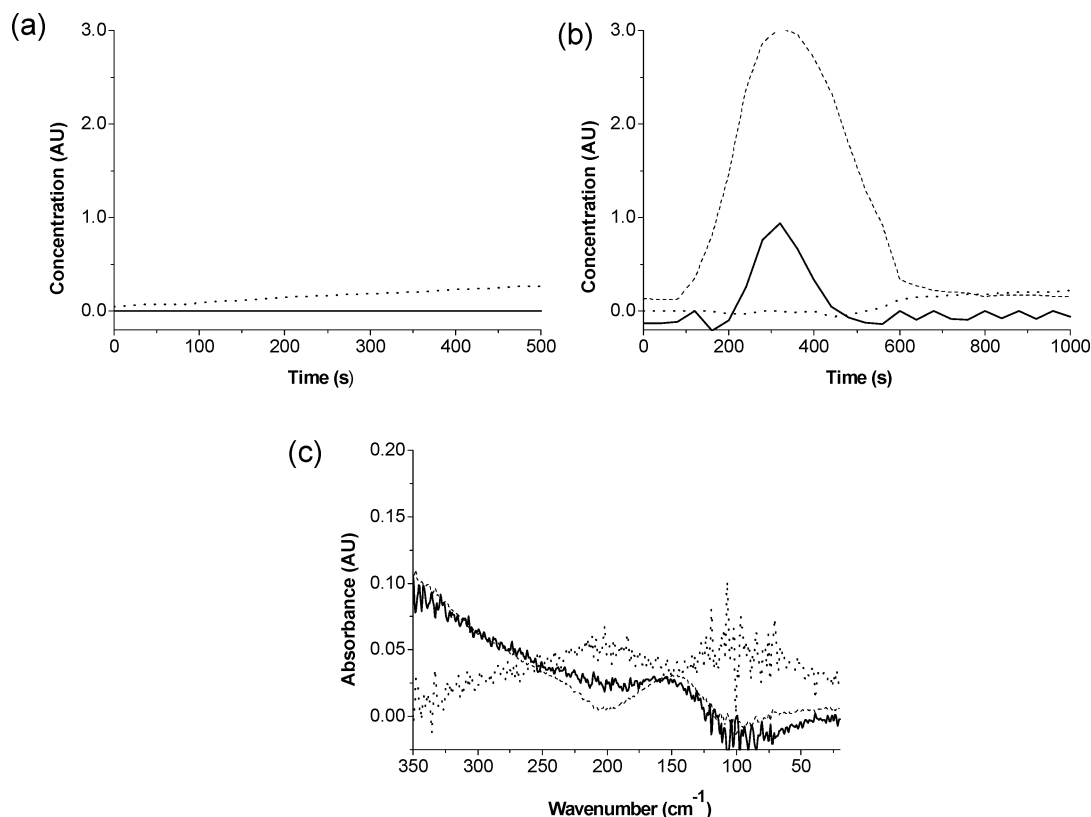 (a)
3.0
2.0
1.0
0.0
Concentration (AU)
0 100 200 300 400 500
Time (s)
(b)
3.0
2.0
1.0
0.0
Concentration (AU)
0 200 400 600 800 1000
Time (s)
(c)
0.20
0.15
0.10
0.05
0.00
Absorbance (AU)
350 300 250 200 150 100 50
Wavenumber (cm⁻¹)